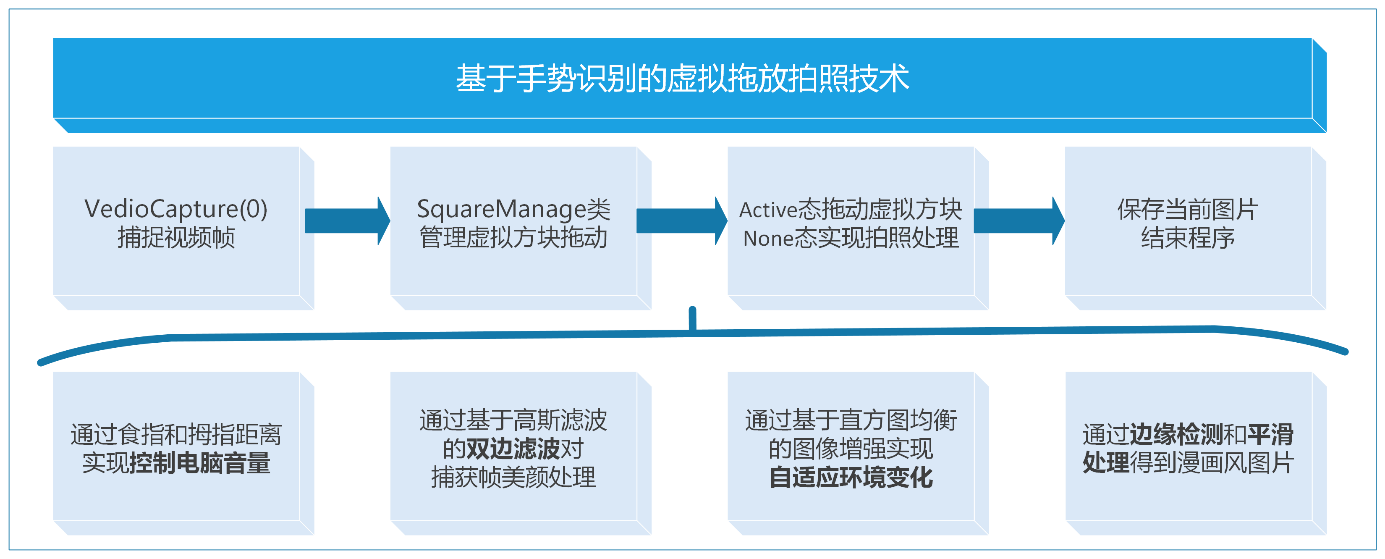 基于手势识别的虚拟拖放拍照技术
VedioCapture(0)
捕捉视频帧
SquareManage类
管理虚拟方块拖动
Active态拖动虚拟方块
None态实现拍照处理
保存当前图片
结束程序
通过食指和拇指距离
实现控制电脑音量
通过基于高斯滤波
的双边滤波对
捕获帧美颜处理
通过基于直方图均衡
的图像增强实现
自适应环境变化
通过边缘检测和平滑
处理得到漫画风图片